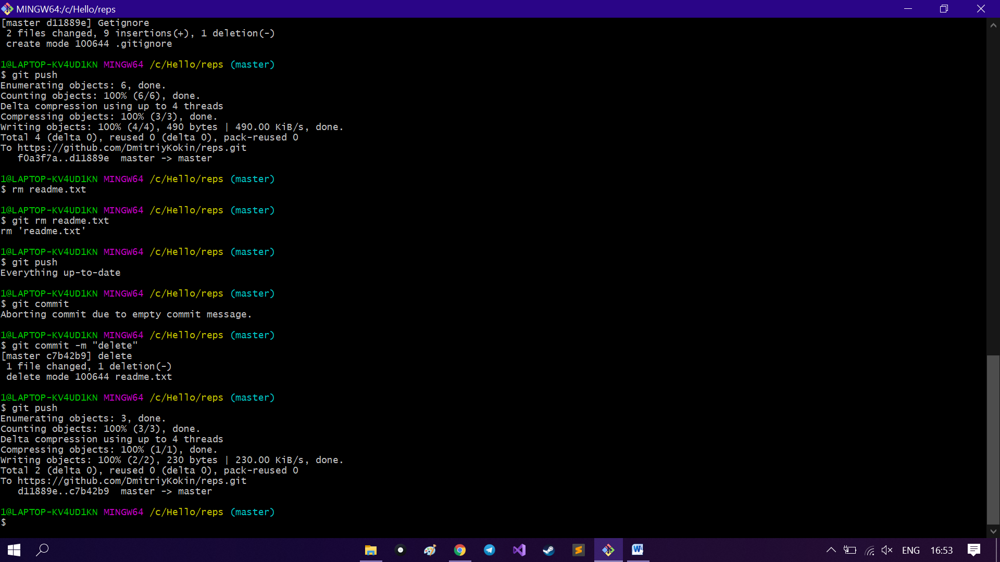 MINGW64:/c/Hello/reps
[master d11889e] Getignore
 2 files changed, 9 insertions(+), 1 deletion(-)
 create mode 100644 .gitignore
1@LAPTOP-KV4UD1KN MINGW64 /c/Hello/reps (master)
$ git push
Enumerating objects: 6, done.
Counting objects: 100% (6/6), done.
Delta compression using up to 4 threads
Compressing objects: 100% (3/3), done.
Writing objects: 100% (4/4), 490 bytes | 490.00 KiB/s, done.
Total 4 (delta 0), reused 0 (delta 0), pack-reused 0
To https://github.com/DmitriyKokin/reps.git
   f0a3f7a..d11889e  master -> master
1@LAPTOP-KV4UD1KN MINGW64 /c/Hello/reps (master)
$ rm readme.txt
1@LAPTOP-KV4UD1KN MINGW64 /c/Hello/reps (master)
$ git rm readme.txt
rm 'readme.txt'
1@LAPTOP-KV4UD1KN MINGW64 /c/Hello/reps (master)
$ git push
Everything up-to-date
1@LAPTOP-KV4UD1KN MINGW64 /c/Hello/reps (master)
$ git commit
Aborting commit due to empty commit message.
1@LAPTOP-KV4UD1KN MINGW64 /c/Hello/reps (master)
$ git commit -m "delete"
[master c7b42b9] delete
 1 file changed, 1 deletion(-)
 delete mode 100644 readme.txt
1@LAPTOP-KV4UD1KN MINGW64 /c/Hello/reps (master)
$ git push
Enumerating objects: 3, done.
Counting objects: 100% (3/3), done.
Delta compression using up to 4 threads
Compressing objects: 100% (1/1), done.
Writing objects: 100% (2/2), 230 bytes | 230.00 KiB/s, done.
Total 2 (delta 0), reused 0 (delta 0), pack-reused 0
To https://github.com/DmitriyKokin/reps.git
   d11889e..c7b42b9  master -> master
1@LAPTOP-KV4UD1KN MINGW64 /c/Hello/reps (master)
$
ENG 16:53